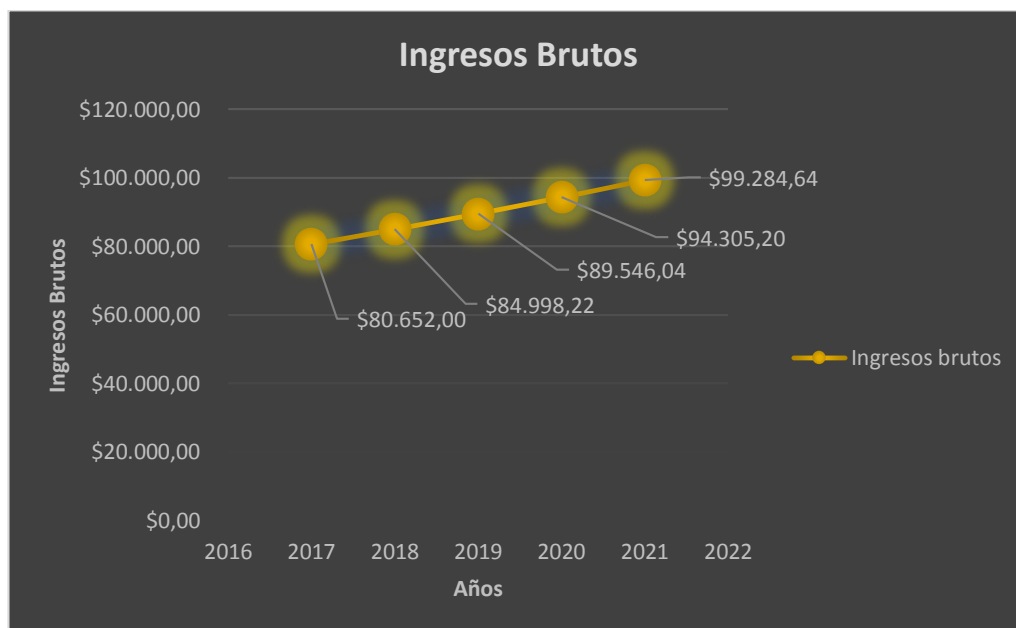 Ingresos Brutos
$120.000,00
$100.000,00
$80.000,00
$60.000,00
$40.000,00
$20.000,00
$0,00
Ingresos Brutos
$99.284,64
$94.305,20
$89.546,04
$84.998,22
$80.652,00
Ingresos brutos
2016 2017 2018 2019 2020 2021 2022
Años